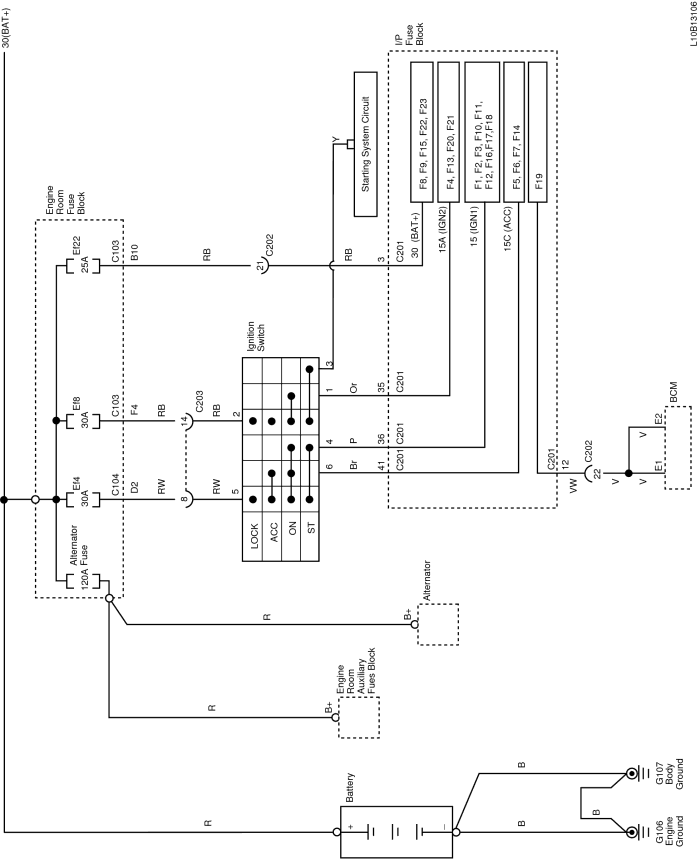 L10B13106
30(BAT+)
I/P
Fuse
Block
F8, F9, F15, F22, F23
F4, F13, F20, F21
F1, F2, F3, F10, F11,
F12, F16,F17,F18
F5, F6, F7, F14
F19
30 (BAT+)
15A (IGN2)
15 (IGN1)
15C (ACC)
Starting System Circuit
Y
Engine
Room
Fuse
Block
Ef22
25A
C103
B10
RB
21
C202
RB
3
C201
Ef8
30A
C103
F4
RB
14
C203
RB
2
Ef4
30A
C104
D2
RW
8
RW
5
Alternator
Fuse
120A
Ignition
Switch
LOCK
ACC
ON
ST
3
1
Or
35
C201
4
P
36
C201
6
Br
41
C201
C201
12
VW
C202
22
V
V
E1
E2
BCM
R
B+
Alternator
R
B+
Engine
Room
Auxiliary
Fues Block
R
Battery
+
–
B
B
B
G107
Body
Ground
G106
Engine
Ground